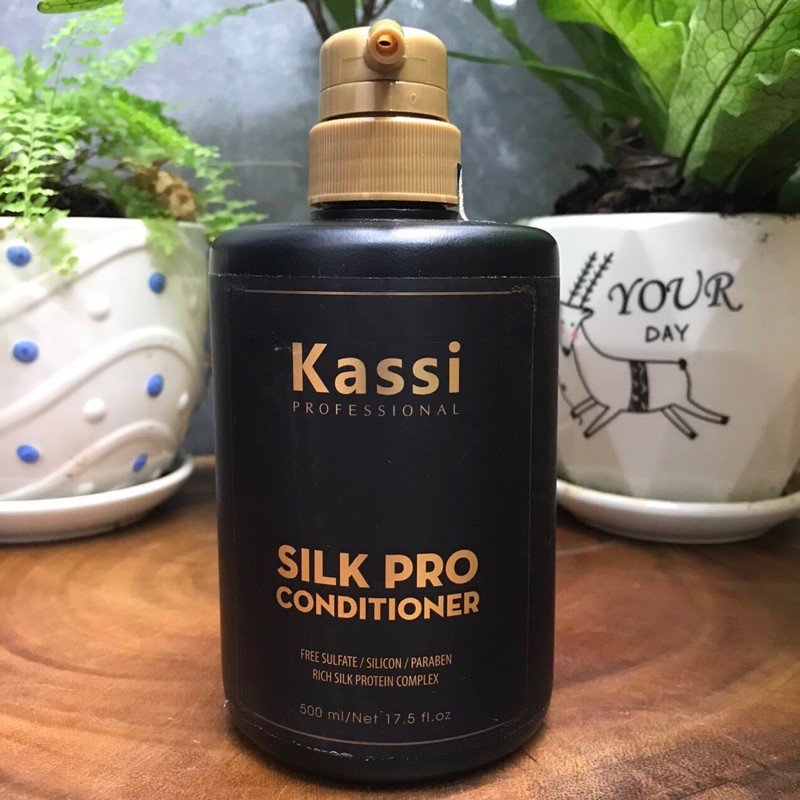 Kassi
PROFESSIONAL
SILK PRO
CONDITIONER
FREE SULFATE / SILICON / PARABEN
RICH SILK PROTEIN COMPLEX
500 ml/Net 17.5 fl.oz
YOUR
DAY